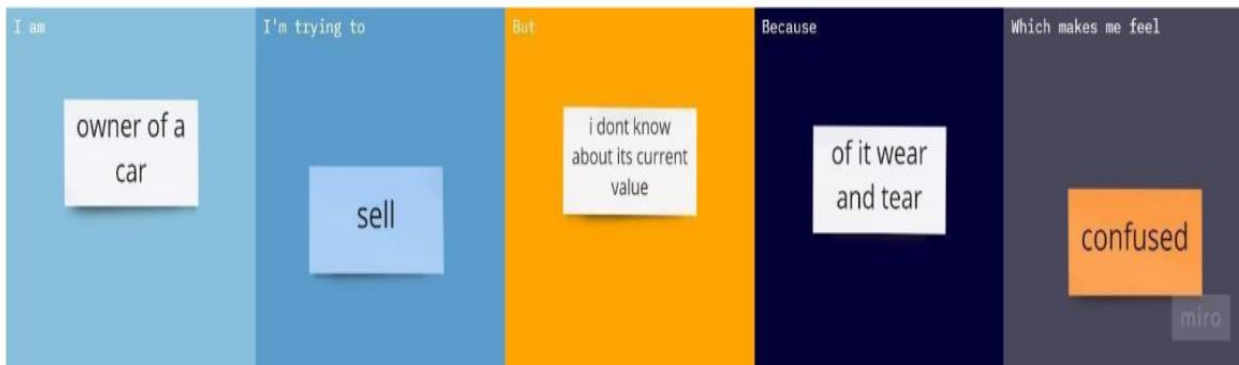 I am
owner of a
car
I'm trying to
sell
But
i dont know
about its current
value
Because
of it wear
and tear
Which makes me feel
confused
miro